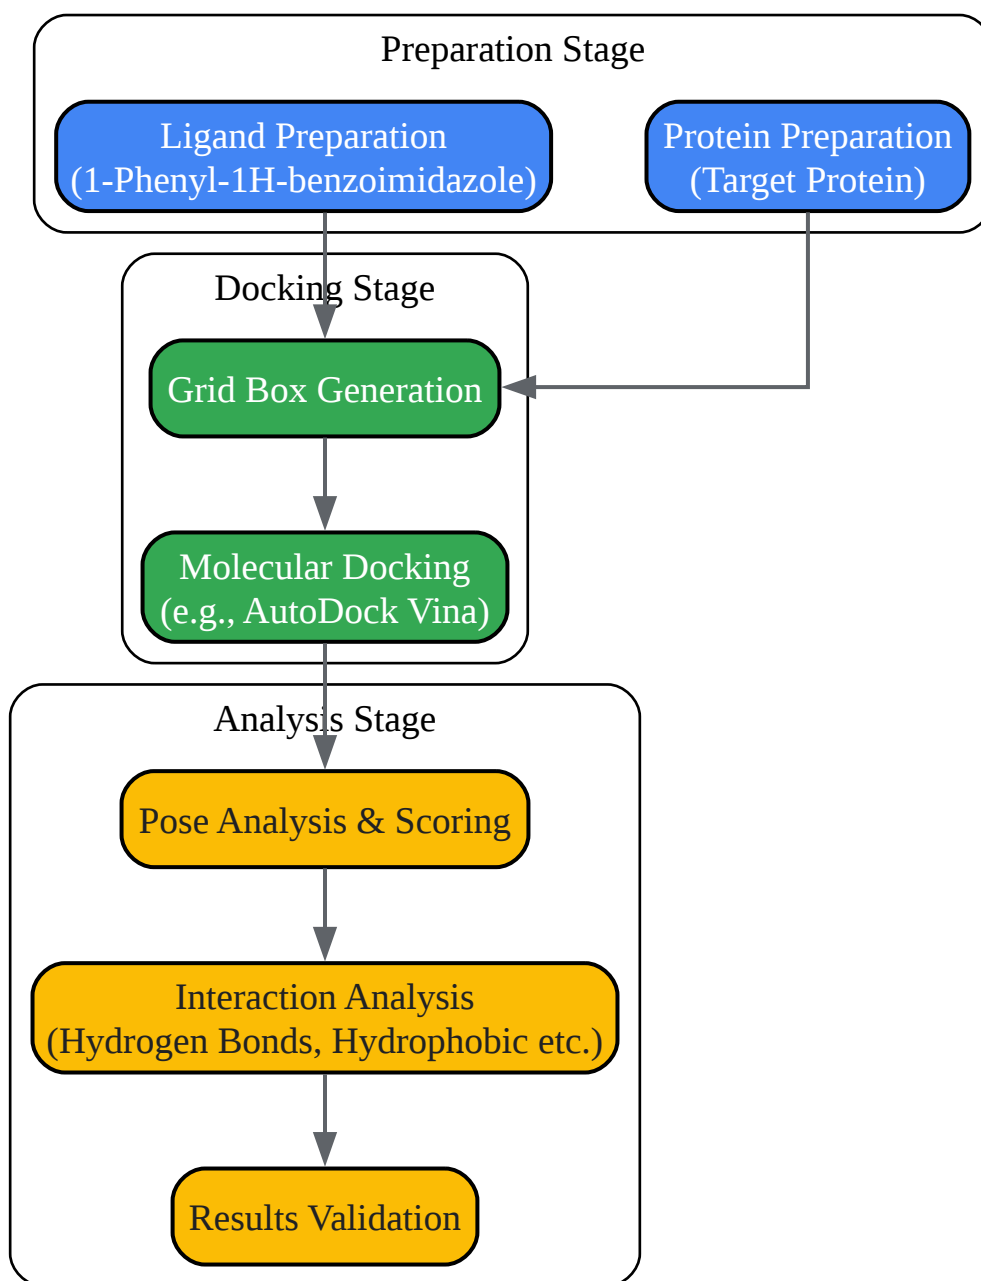 Preparation Stage
Ligand Preparation
(1-Phenyl-1H-benzoimidazole)
Protein Preparation
(Target Protein)
Docking Stage
Grid Box Generation
Molecular Docking
(e.g., AutoDock Vina)
Analysis Stage
Pose Analysis & Scoring
Interaction Analysis
(Hydrogen Bonds, Hydrophobic etc.)
Results Validation